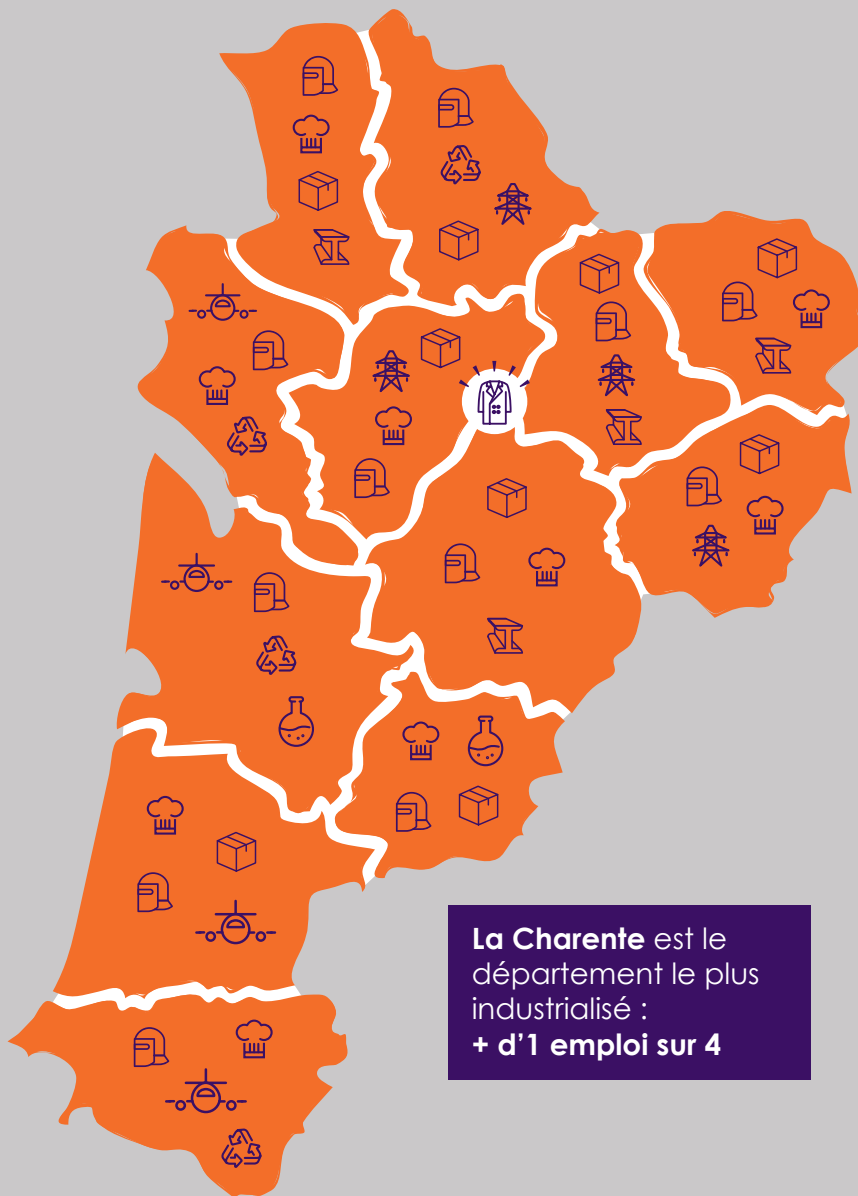 La Charente est le
département le plus
industrialisé :
+ d'1 emploi sur 4